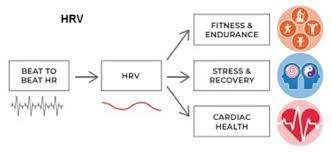 HRV
FITNESS &
ENDURANCE
BEAT TO
BEAT HR
HRV
STRESS &
RECOVERY
CARDIAC
HEALTH